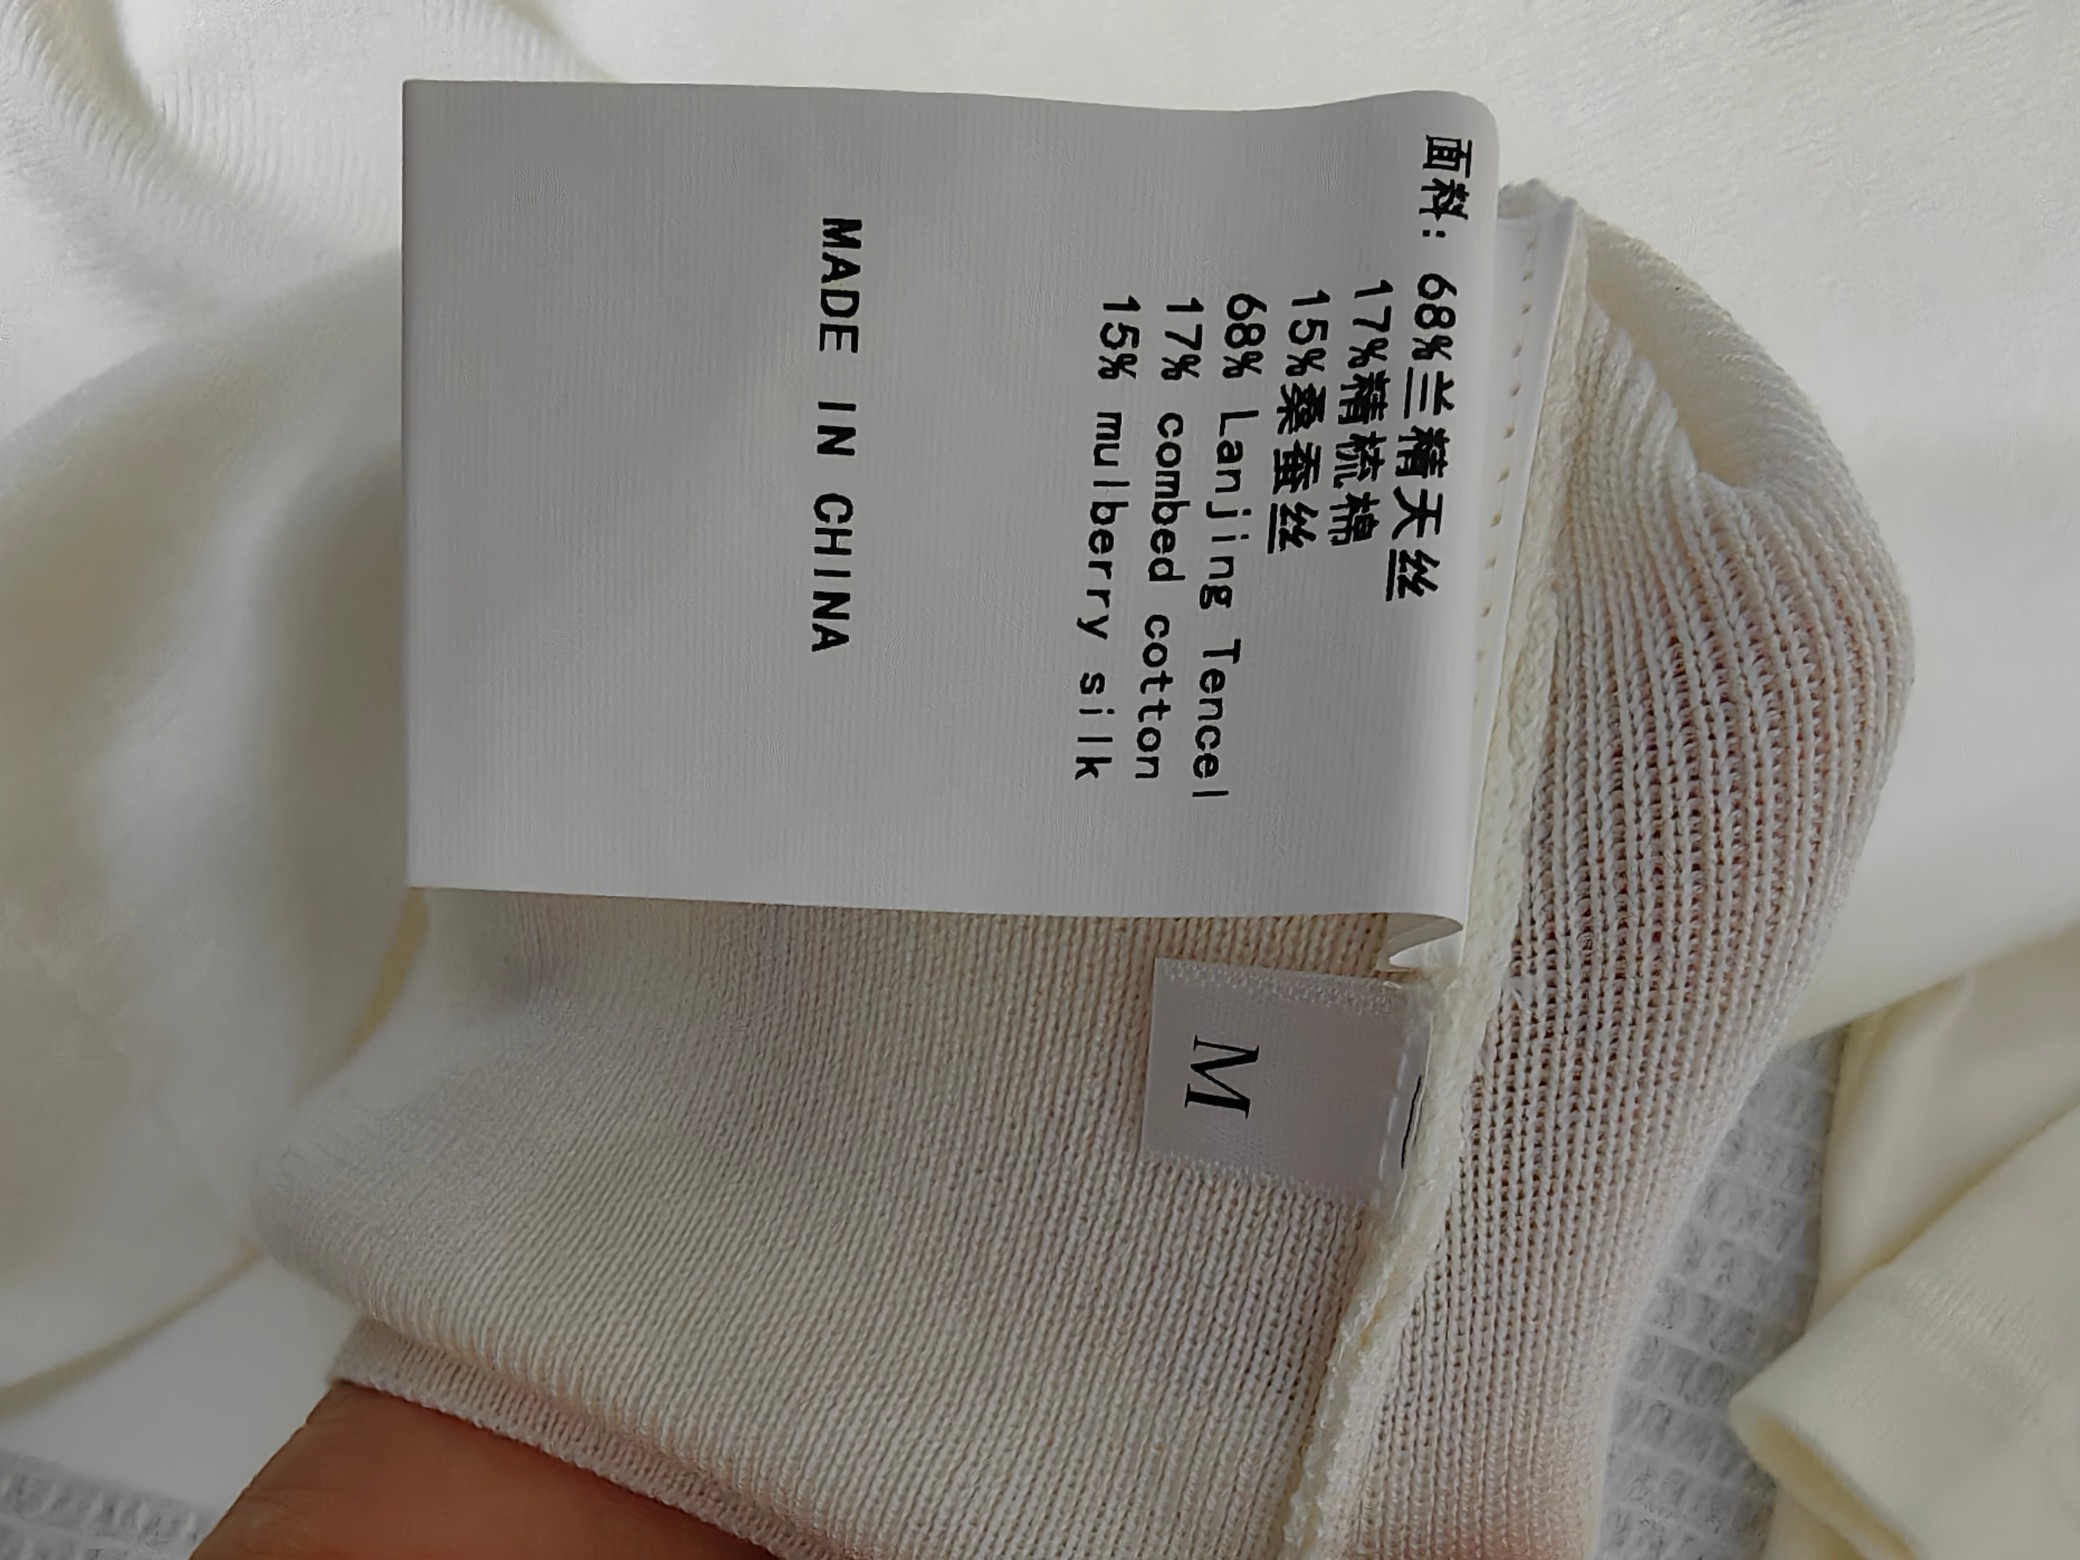 面料: 68%兰精天丝
17%精梳棉
15%桑蚕丝
68% Lanjing Tencel
17% combed cotton
15% mulberry silk
MADE IN CHINA
M